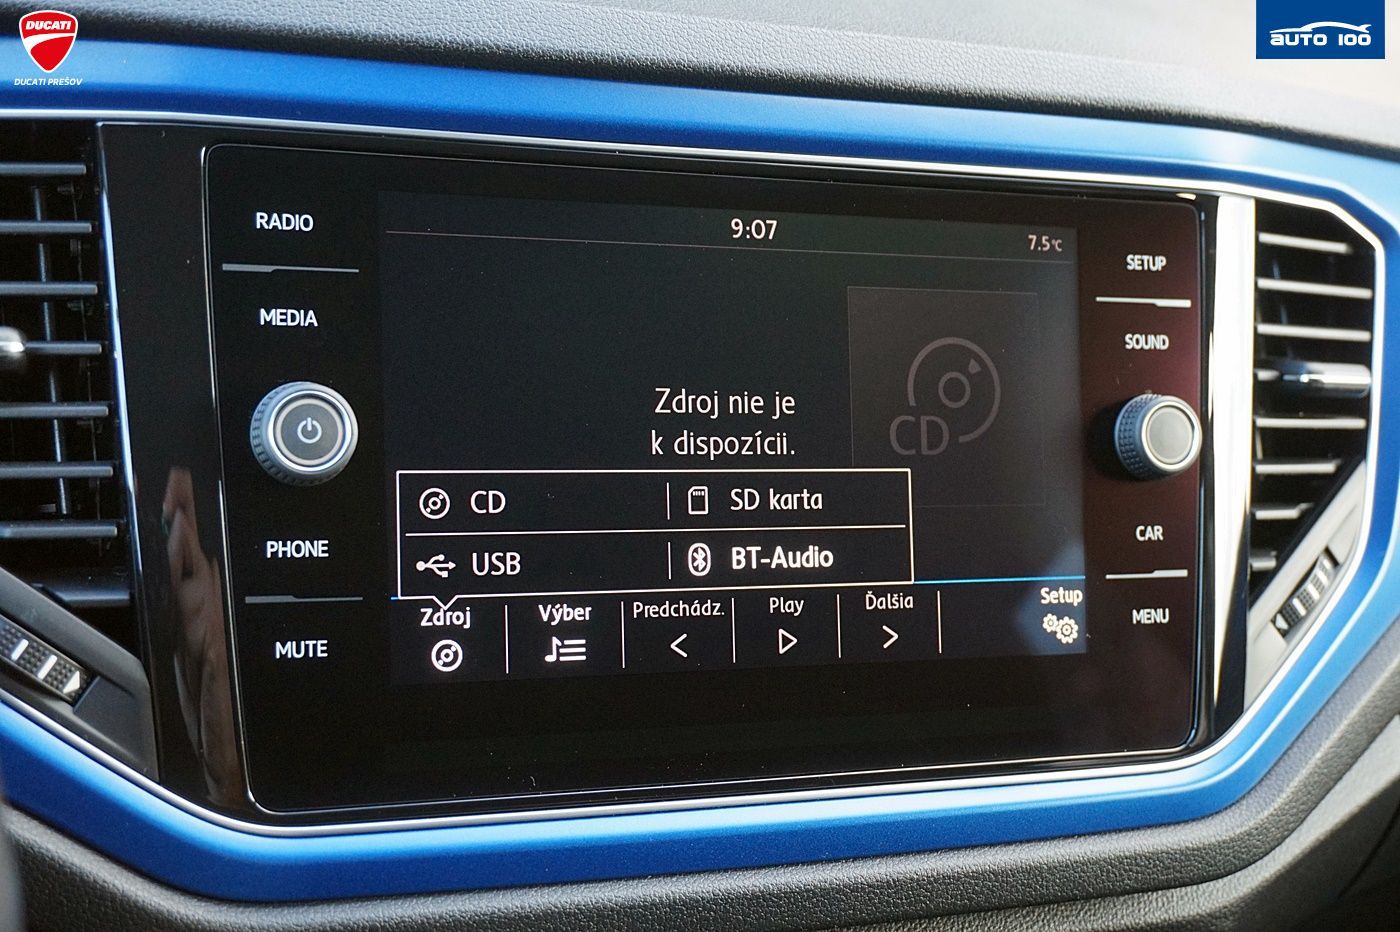 DUCATI
DUCATI PREŠOV
AUTO 100
RADIO
MEDIA
PHONE
MUTE
9:07
7.5°C
CD
Zdroj nie je
k dispozícii.
CD
SD karta
USB
BT-Audio
Zdroj
Výber
Predchádz.
Play
Ďalšia
Setup
SETUP
SOUND
CAR
MENU